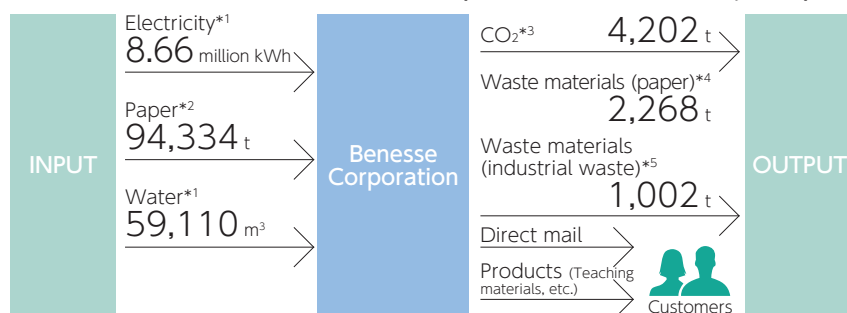 INPUT
Electricity*1
8.66 million kWh
Paper*2
94,334 t
Water*1
59,110 m3
Benesse
Corporation
CO2*3 4,202 t
Waste materials (paper)*4
2,268 t
Waste materials
(industrial waste)*5
1,002 t
Direct mail
Products (Teaching
materials, etc.)
Customers
OUTPUT